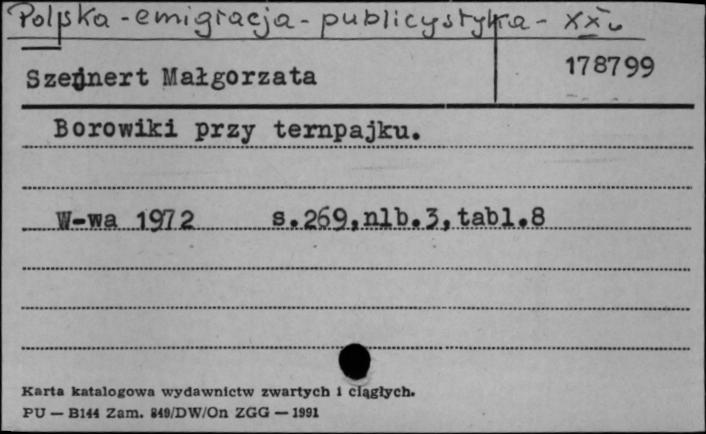 Polska - emigracja - publicystyka - XX w
Szejnert Małgorzata
178799
Borowiki przy ternpajku.
W-wa 1972 s.269,nlb.3,tabl.8
Karta katalogowa wydawnictw zwartych i ciągłych.
PU — B144 Zam. 849/DW/On ZGG — 1991